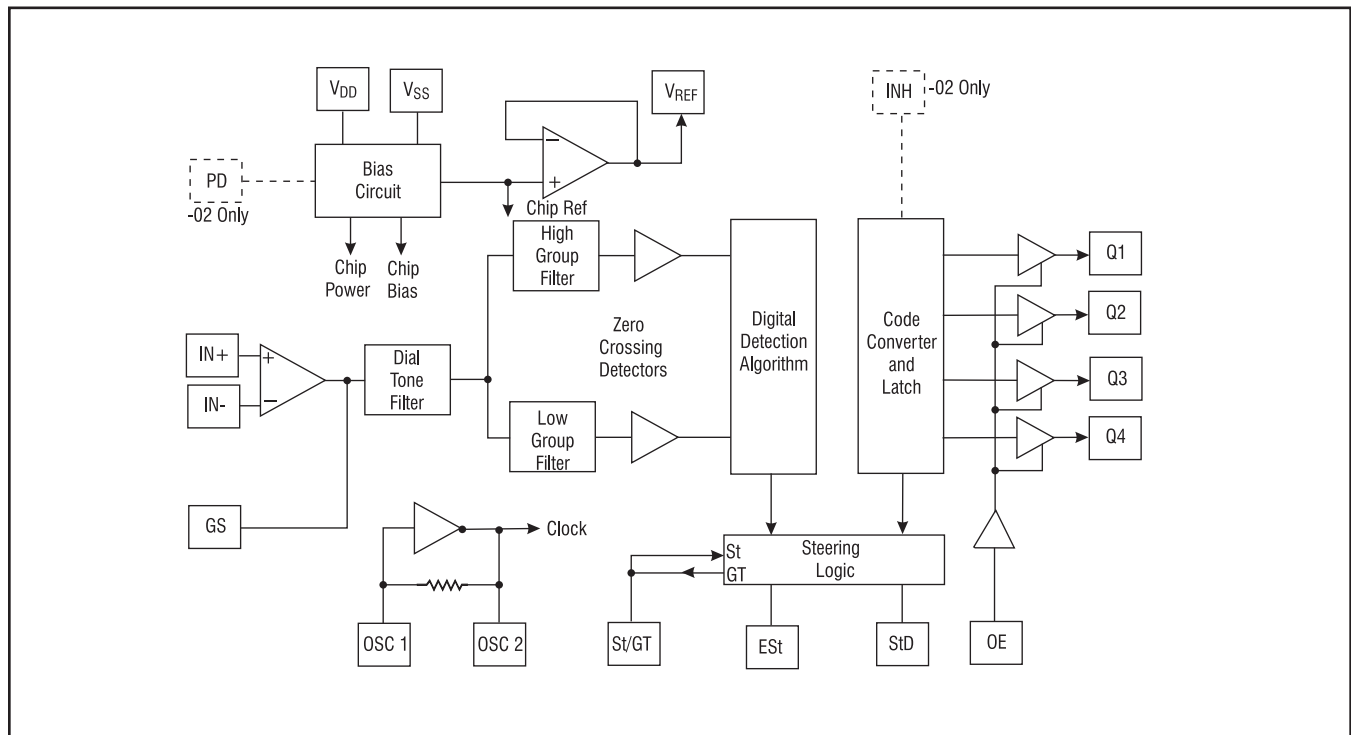 VDD
VSS
VREF
INH
-02 Only
PD
-02 Only
Bias
Circuit
−
+
Chip Ref
Chip
Power
Chip
Bias
High
Group
Filter
Zero
Crossing
Detectors
Digital
Detection
Algorithm
Code
Converter
and
Latch
Q1
Q2
Q3
Q4
IN+
IN-
+
−
Dial
Tone
Filter
Low
Group
Filter
GS
Clock
OSC 1
OSC 2
St
GT
Steering
Logic
St/GT
ESt
StD
OE